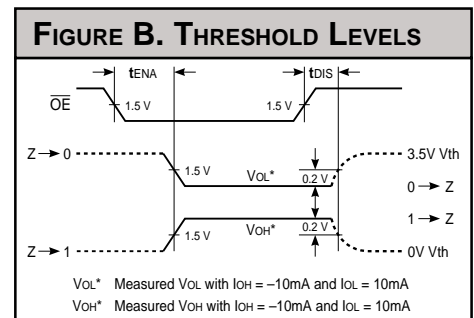 FIGURE B. THRESHOLD LEVELS
tENA tDIS
OE 1.5 V 1.5 V
Z → 0 3.5V Vth
1.5 V VOL* 0.2 V
0 → Z
1 → Z
1.5 V VOH* 0.2 V
Z → 1 0V Vth
VOL* Measured VOL with IOH = –10mA and IOL = 10mA
VOH* Measured VOH with IOH = –10mA and IOL = 10mA